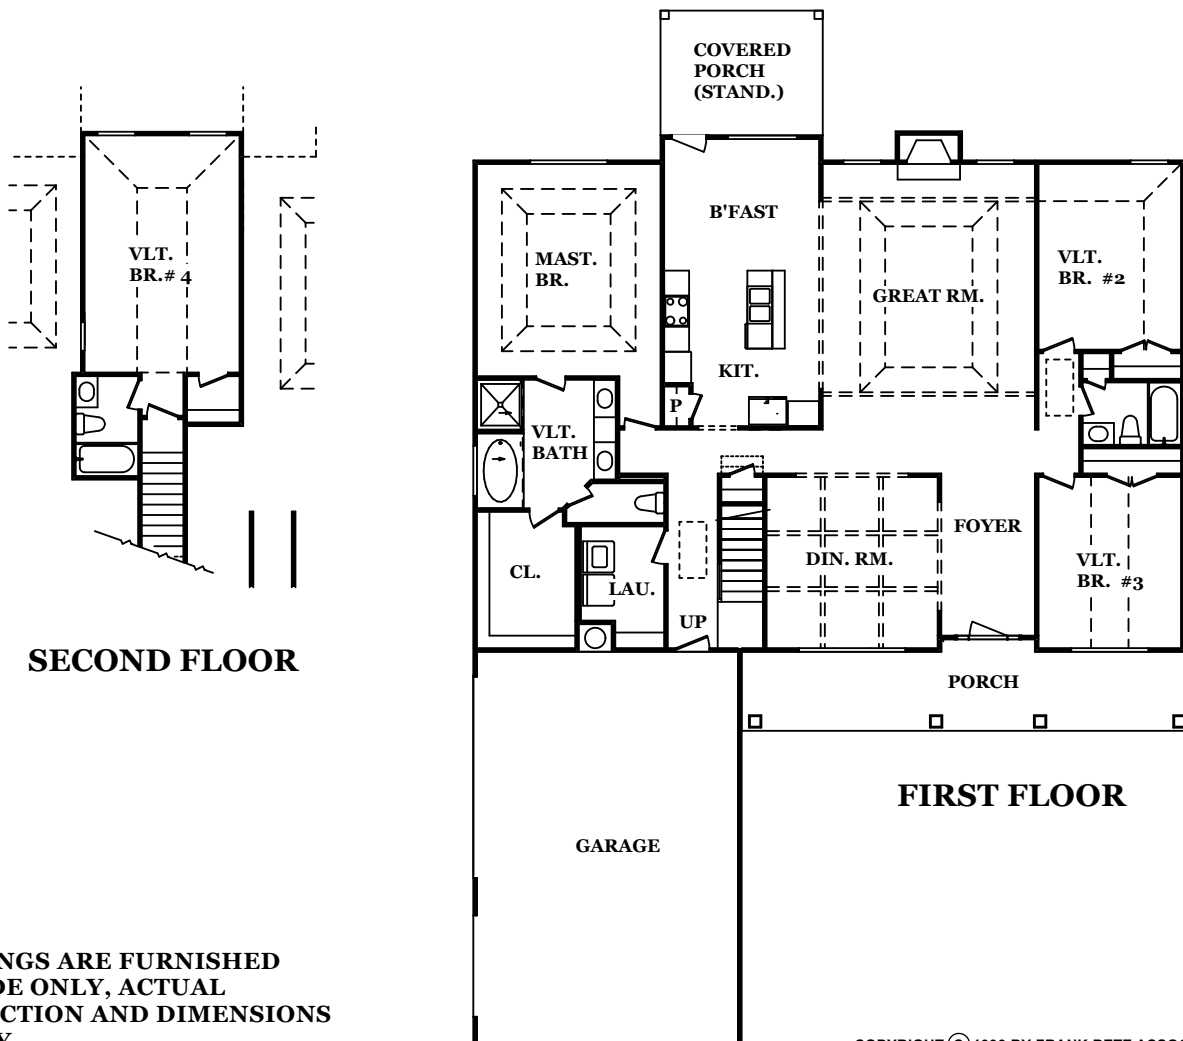 COVERED
PORCH
(STAND.)
B'FAST
VLT.
BR.# 4
MAST.
BR.
GREAT RM.
VLT.
BR. #2
KIT.
P
VLT.
BATH
FOYER
DIN. RM.
VLT.
BR. #3
CL.
LAU.
UP
SECOND FLOOR
PORCH
FIRST FLOOR
GARAGE
NGS ARE FURNISHED
DE ONLY, ACTUAL
CTION AND DIMENSIONS